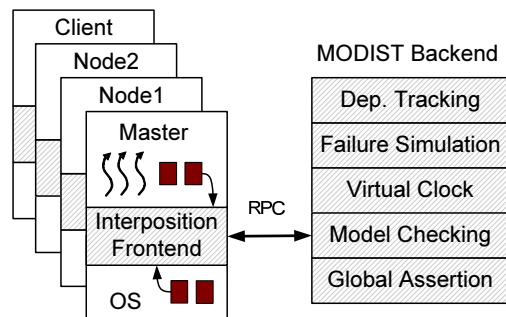 Client
Node2
Node1
Master
Interposition
Frontend
OS
RPC
MODIST Backend
Dep. Tracking
Failure Simulation
Virtual Clock
Model Checking
Global Assertion